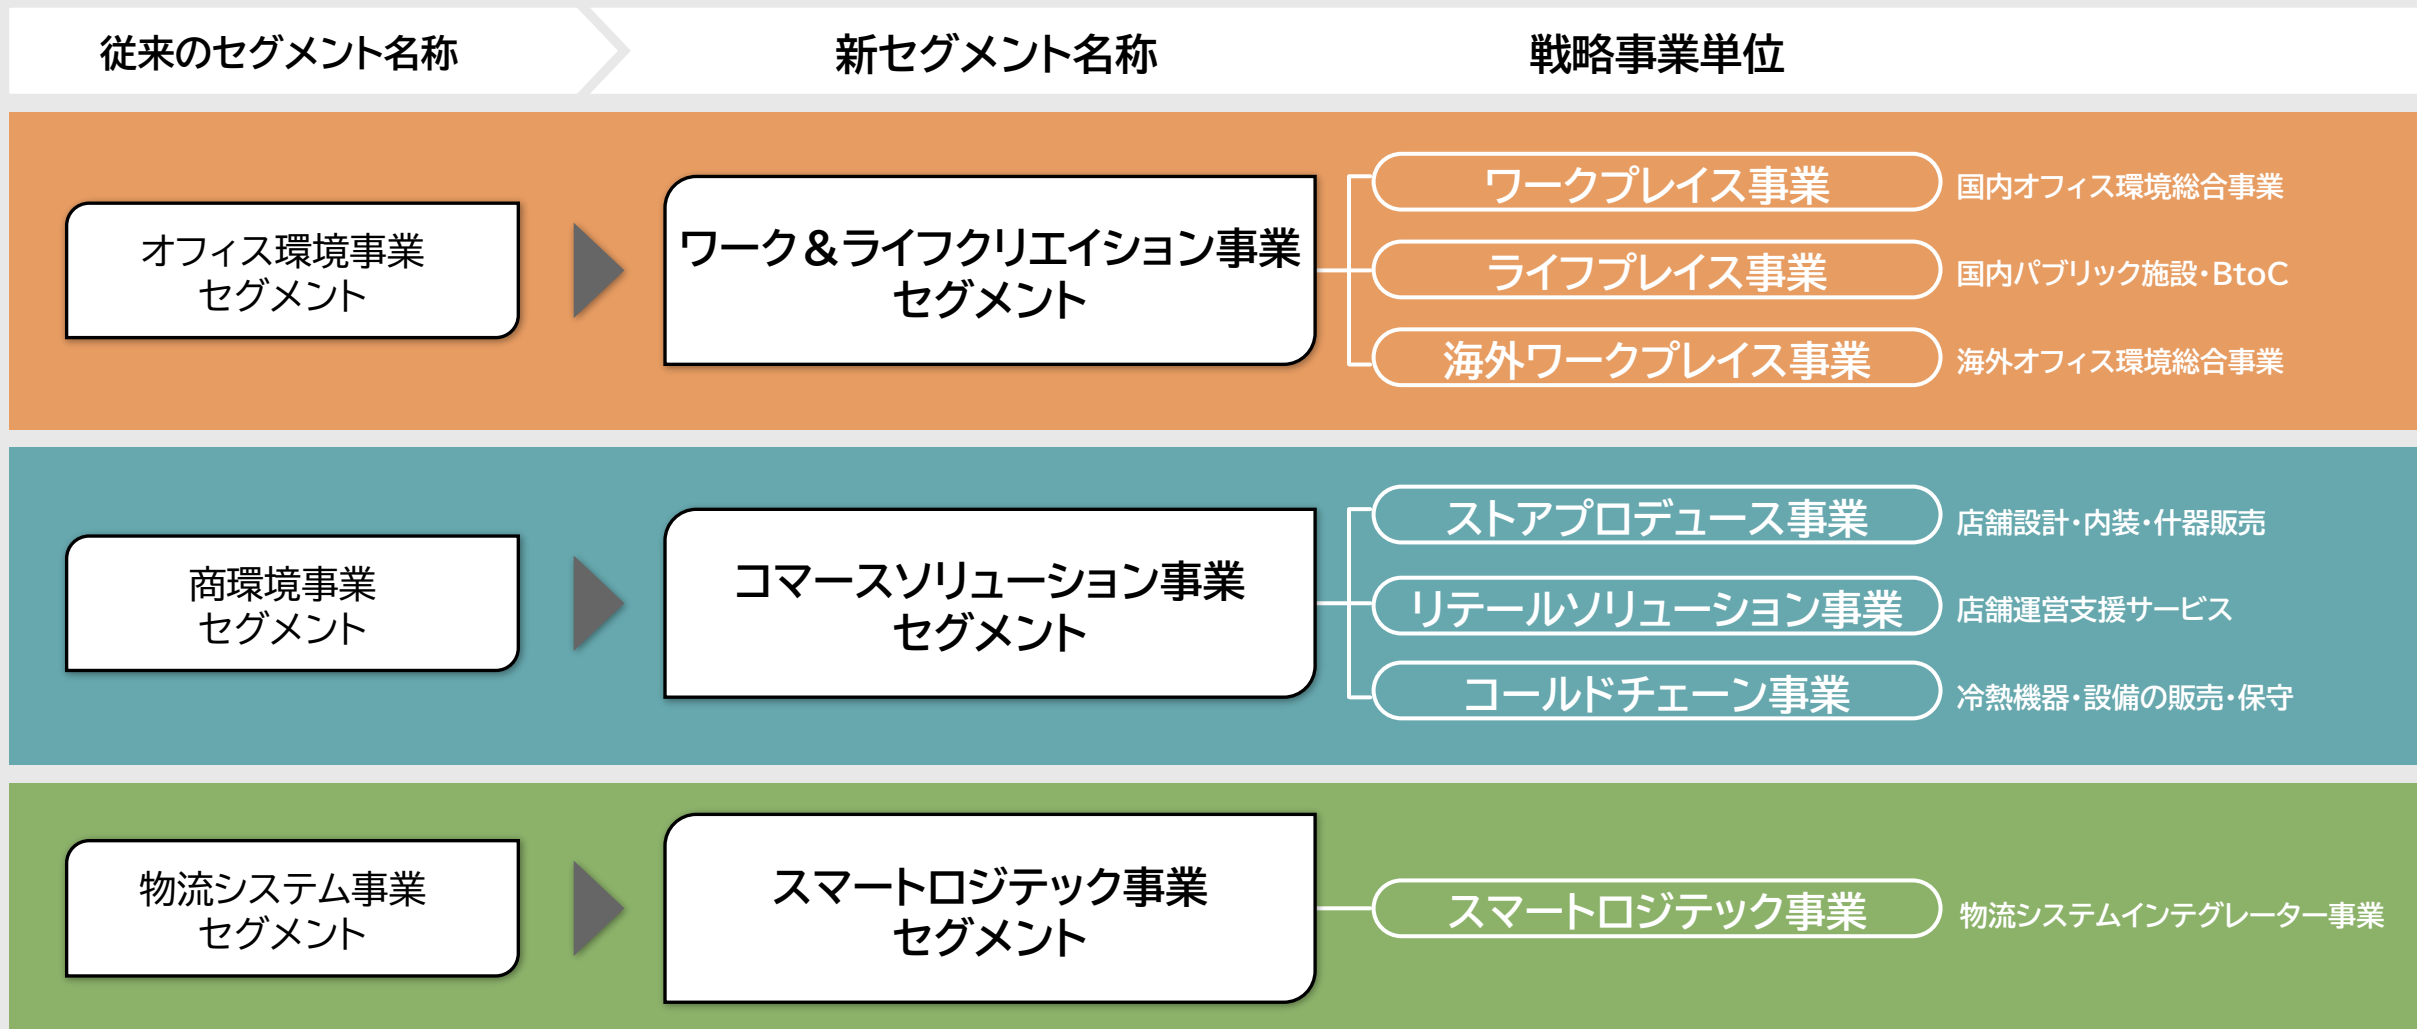 従来のセグメント名称
新セグメント名称
戦略事業単位
オフィス環境事業
セグメント
ワーク＆ライフクリエイション事業
セグメント
ワークプレイス事業
国内オフィス環境総合事業
ライフプレイス事業
国内パブリック施設・BtoC
海外ワークプレイス事業
海外オフィス環境総合事業
商環境事業
セグメント
コマースソリューション事業
セグメント
ストアプロデュース事業
店舗設計・内装・什器販売
リテールソリューション事業
店舗運営支援サービス
コールドチェーン事業
冷熱機器・設備の販売・保守
物流システム事業
セグメント
スマートロジテック事業
セグメント
スマートロジテック事業
物流システムインテグレーター事業